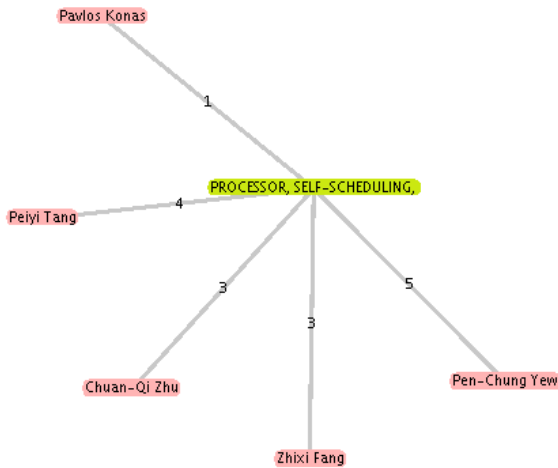 Pavlos Konas
1
PROCESSOR, SELF-SCHEDULING,
4
Peiyi Tang
3
5
3
Chuan-Qi Zhu
Pen-Chung Yew
Zhixi Fang